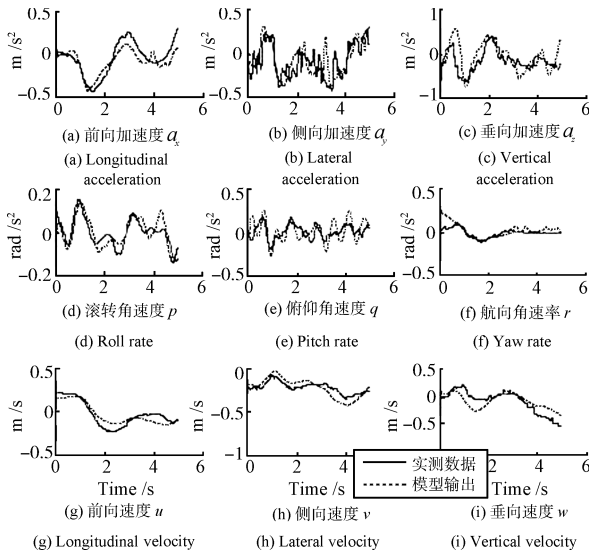 m /s²
0.5
0
−0.5
0 2 4 6
(a) 前向加速度 aₓ
(a) Longitudinal
acceleration
m /s²
0.5
0
−0.5
0 2 4 6
(b) 侧向加速度 a_y
(b) Lateral
acceleration
m /s²
1
0
−1
0 2 4 6
(c) 垂向加速度 a_z
(c) Vertical
acceleration
rad /s²
0.2
0
−0.2
0 2 4 6
(d) 滚转角速度 p
(d) Roll rate
rad /s²
0.5
0
−0.5
0 2 4 6
(e) 俯仰角速度 q
(e) Pitch rate
rad /s²
0.5
0
−0.5
0 2 4 6
(f) 航向角速率 r
(f) Yaw rate
m /s
0.5
0
−0.5
0 2 4 6
Time /s
(g) 前向速度 u
(g) Longitudinal velocity
m /s
0.5
0
−0.5
−1
0 2 4 6
Time /s
(h) 侧向速度 v
(h) Lateral velocity
m /s
0.5
0
−1
0 2 4 6
Time /s
(i) 垂向速度 w
(i) Vertical velocity
实测数据
模型输出